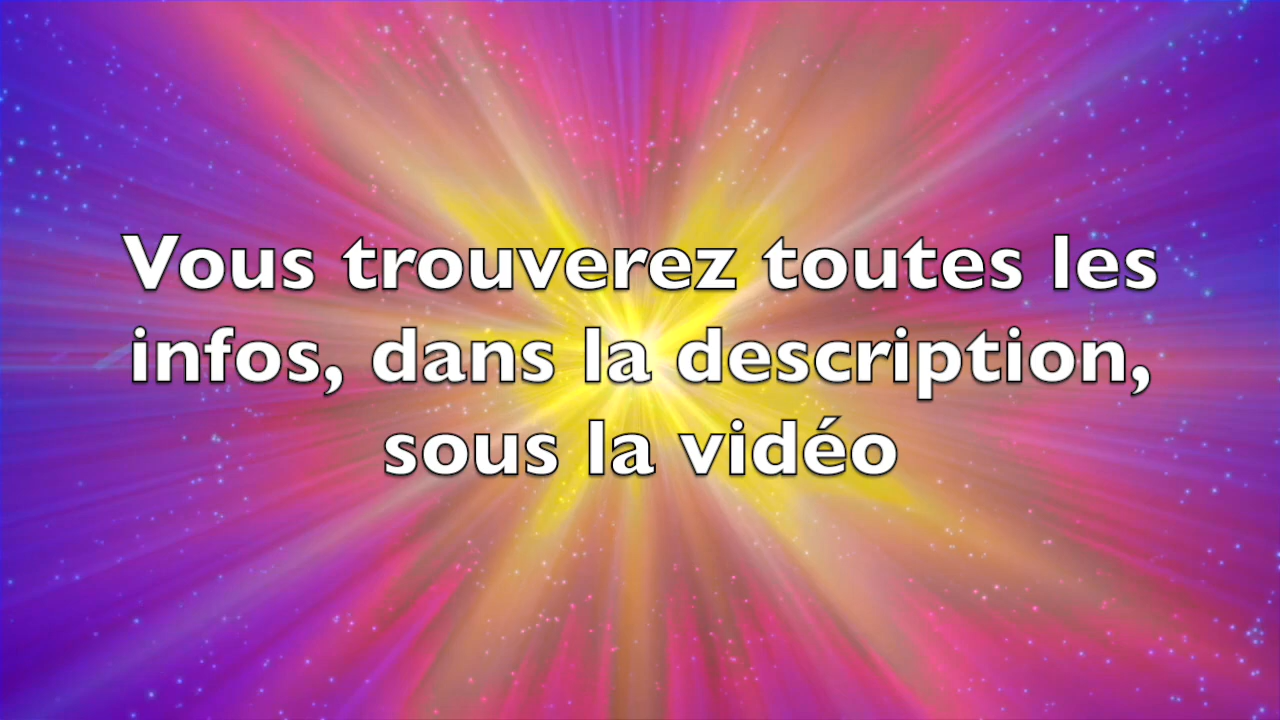 Vous trouverez toutes les
infos, dans la description,
sous la vidéo